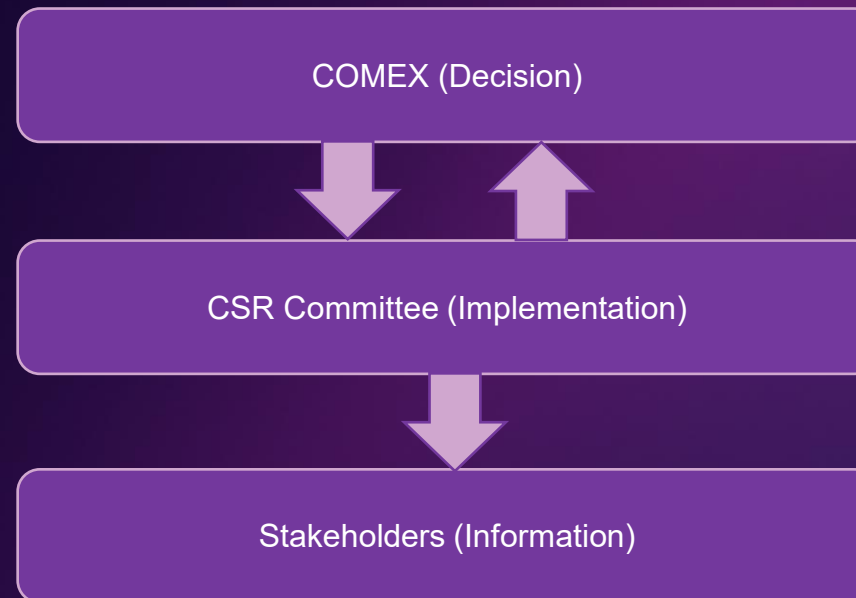 COMEX (Decision)
CSR Committee (Implementation)
Stakeholders (Information)